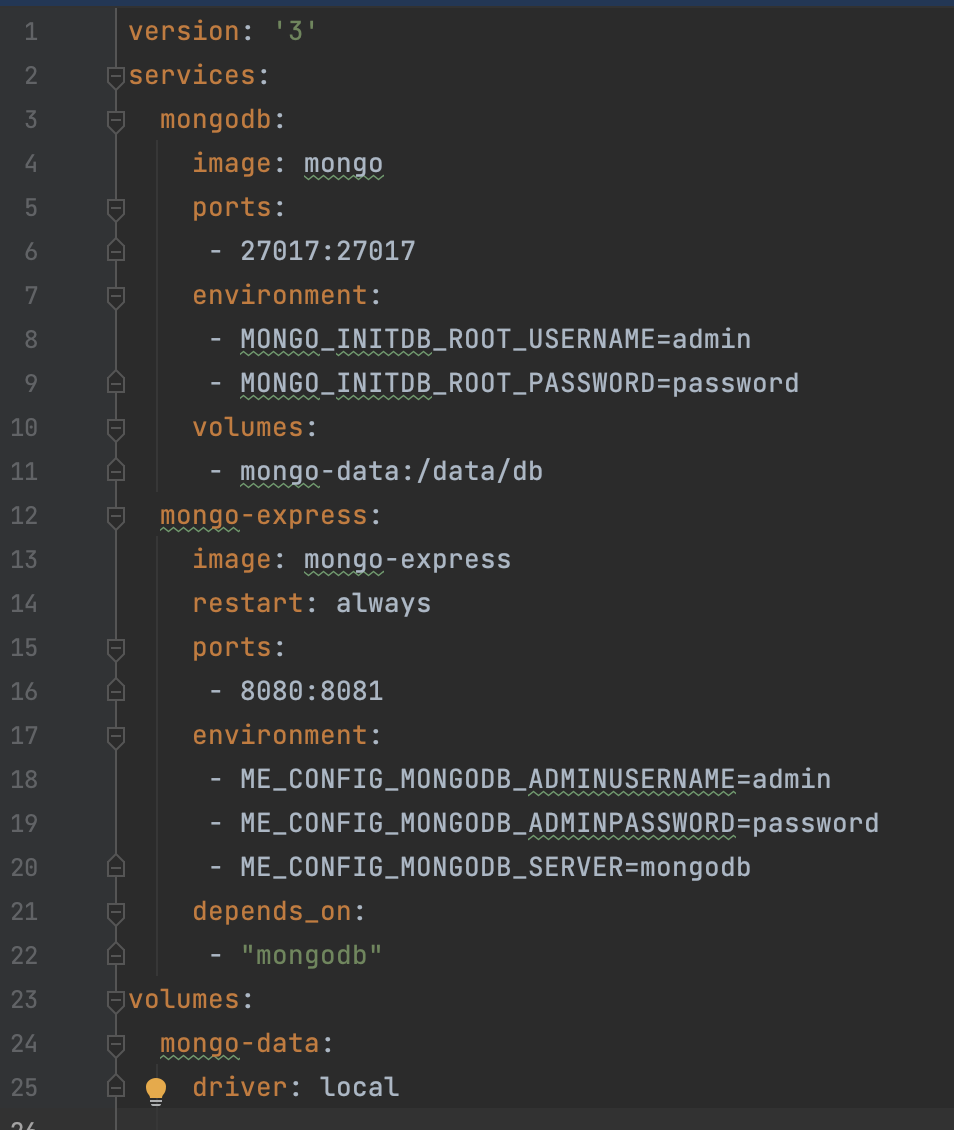 1 version: '3'
2 services:
3   mongodb:
4     image: mongo
5     ports:
6      - 27017:27017
7     environment:
8      - MONGO_INITDB_ROOT_USERNAME=admin
9      - MONGO_INITDB_ROOT_PASSWORD=password
10     volumes:
11      - mongo-data:/data/db
12   mongo-express:
13     image: mongo-express
14     restart: always
15     ports:
16      - 8080:8081
17     environment:
18      - ME_CONFIG_MONGODB_ADMINUSERNAME=admin
19      - ME_CONFIG_MONGODB_ADMINPASSWORD=password
20      - ME_CONFIG_MONGODB_SERVER=mongodb
21     depends_on:
22      - "mongodb"
23 volumes:
24   mongo-data:
25     driver: local
26